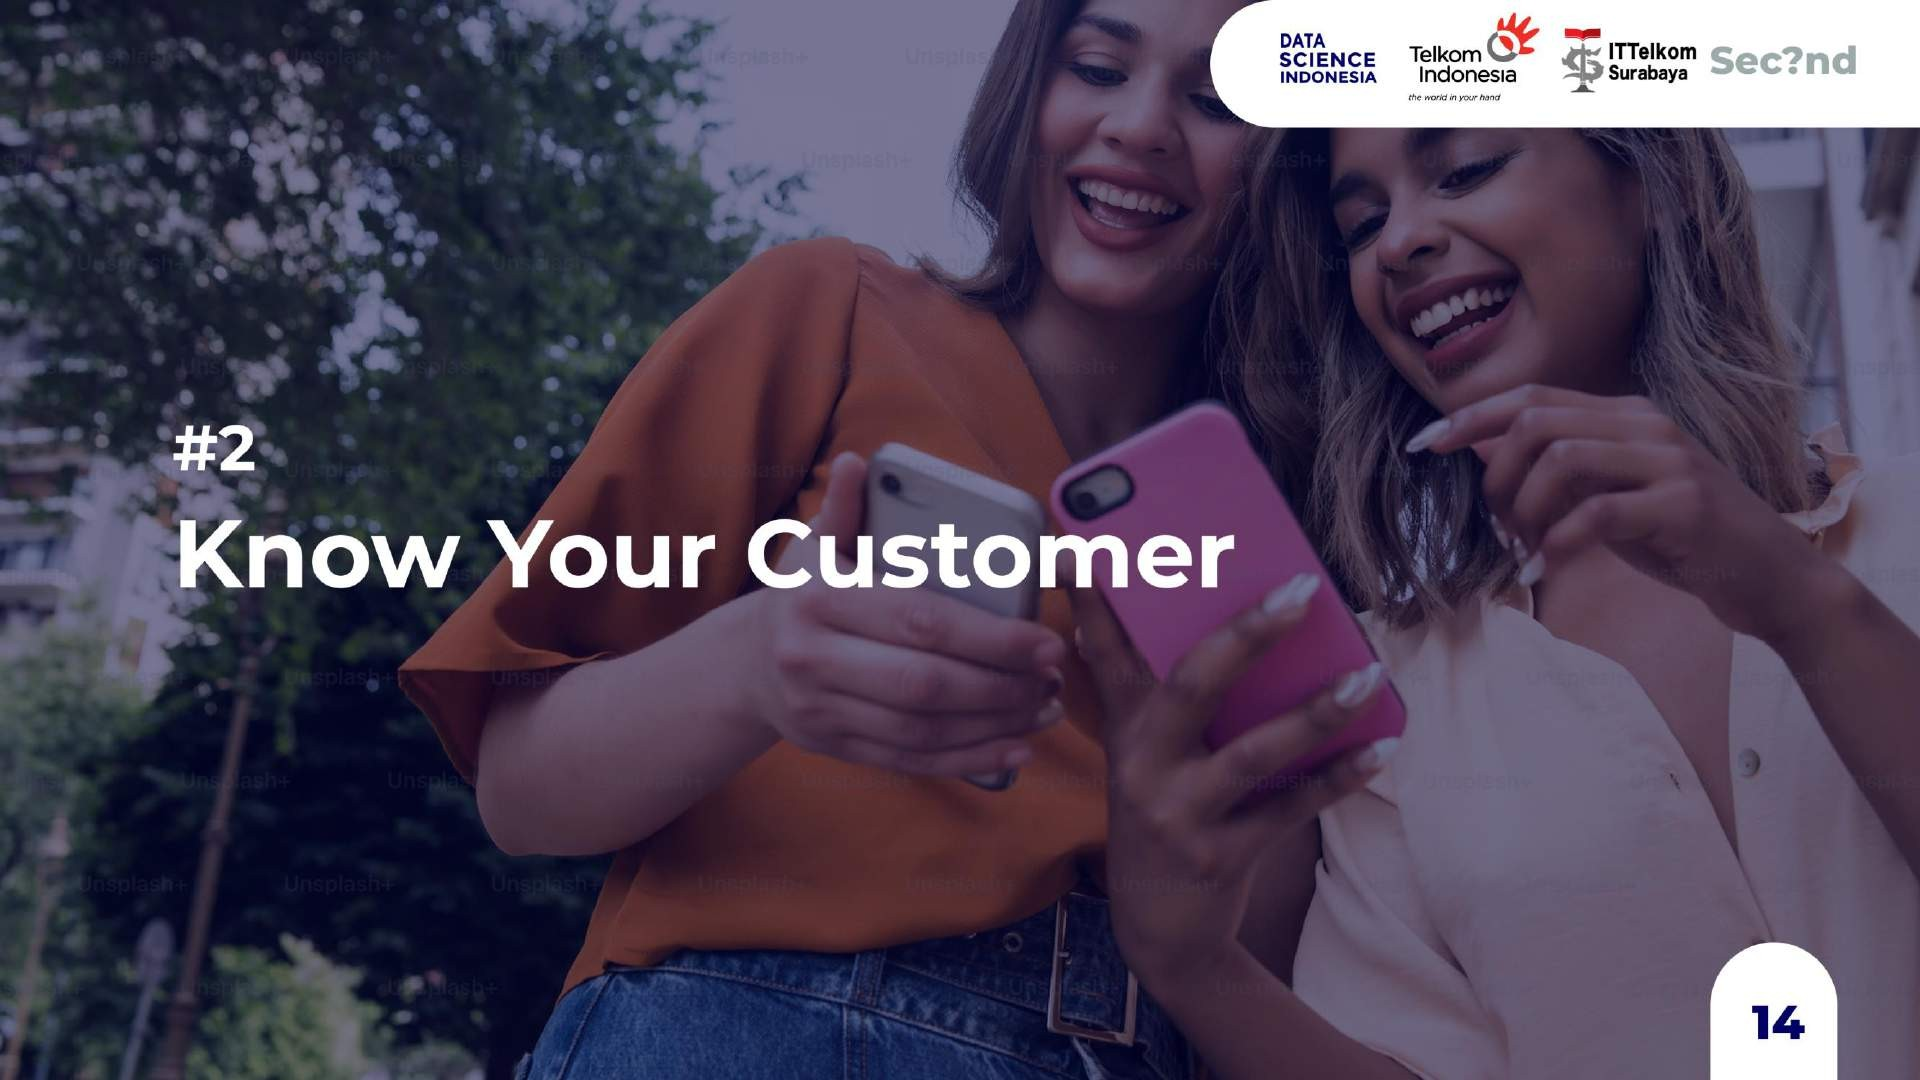 DATA
SCIENCE
INDONESIA
Telkom
Indonesia
the world in your hand
ITTelkom
Surabaya
Sec?nd
#2
Know Your Customer
14
Unsplash+